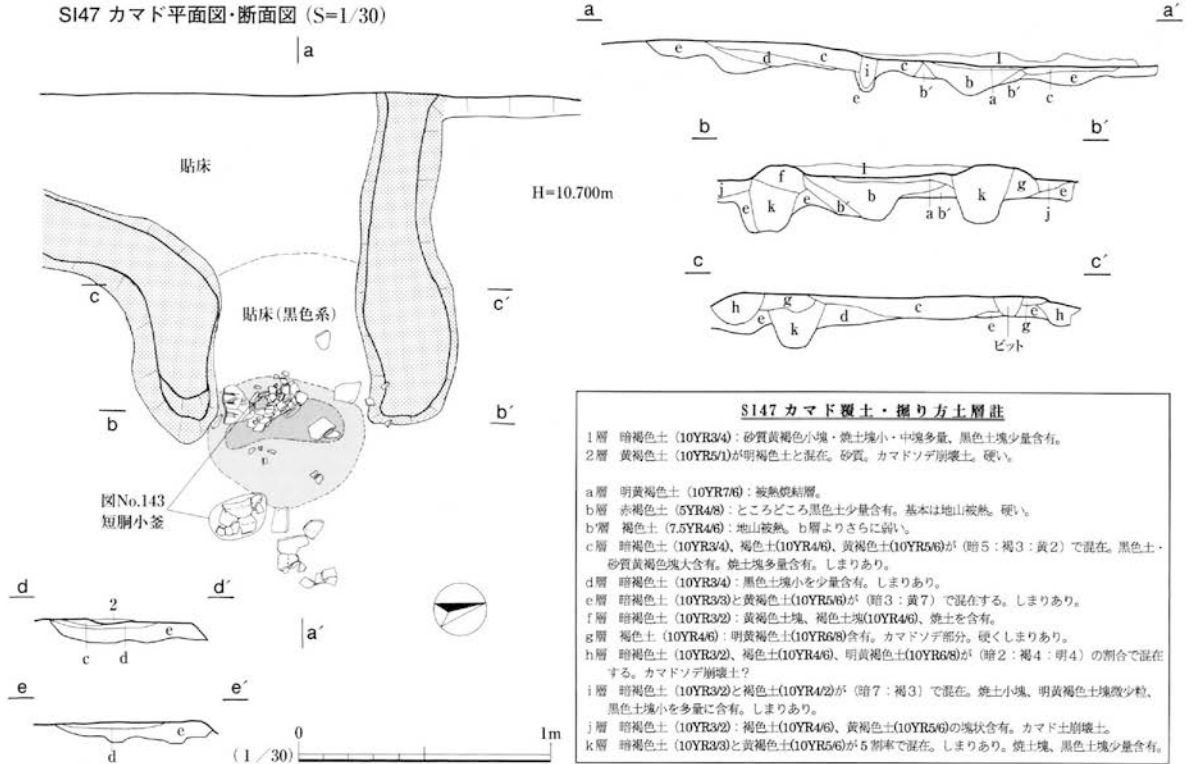 SI47 カマド平面図･断面図 (S=1/30)
a
a
a′
貼床
H=10.700m
貼床(黒色系)
c
c′
b
b′
図No.143
短胴小釜
a′
d
d′
2
e
c
d
e
e′
e
d
0
1m
(1/30)
a
a′
e
d
c
i
e
c
b′
b
a
b′
c
e
1
b
b′
j
e
k
f
e
b′
b
1
a
b′
k
g
j
e
c
c′
h
e
g
k
d
c
e
ピット
g
e
h
SI47 カマド覆土・掘り方土層註
1層 暗褐色土 (10YR3/4)：砂質黄褐色小塊・焼土塊小・中塊多量、黒色土塊少量含有。
2層 黄褐色土 (10YR5/1)が明褐色土と混在。砂質。カマドソデ崩壊土。硬い。
a層 明黄褐色土 (10YR7/6)：被熱焼結層。
b層 赤褐色土 (5YR4/8)：ところどころ黒色土少量含有。基本は地山被熱。硬い。
b′層 褐色土 (7.5YR4/6)：地山被熱。b層よりさらに弱い。
c層 暗褐色土 (10YR3/4)、褐色土(10YR4/6)、黄褐色土(10YR5/6)が (暗5：褐3：黄2) で混在。黒色土・
砂質黄褐色塊大含有。焼土塊多量含有。しまりあり。
d層 暗褐色土 (10YR3/4)：黒色土塊小を少量含有。しまりあり。
e層 暗褐色土 (10YR3/3)と黄褐色土(10YR5/6)が (暗3：黄7) で混在する。しまりあり。
f層 暗褐色土 (10YR3/2)：黄褐色土塊、褐色土塊(10YR4/6)、焼土を含有。
g層 褐色土 (10YR4/6)：明黄褐色土(10YR6/8)含有。カマドソデ部分。硬くしまりあり。
h層 暗褐色土 (10YR3/2)、褐色土(10YR4/6)、明黄褐色土(10YR6/8)が (暗2：褐4：明4) の割合で混在
する。カマドソデ崩壊土？
i層 暗褐色土 (10YR3/2)と褐色土(10YR4/2)が (暗7：褐3) で混在。焼土小塊、明黄褐色土塊微少粒、
黒色土塊小を多量に含有。しまりあり。
j層 暗褐色土 (10YR3/2)：褐色土(10YR4/6)、黄褐色土(10YR5/6)の塊状含有。カマド土崩壊土。
k層 暗褐色土 (10YR3/3)と黄褐色土(10YR5/6)が5割率で混在。しまりあり。焼土塊、黒色土塊少量含有。